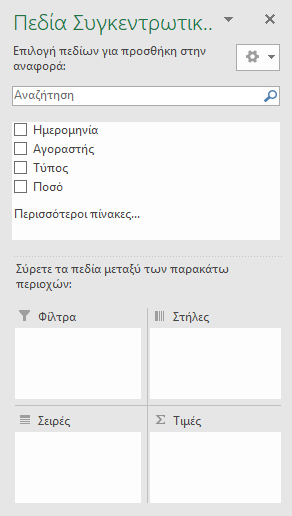 Πεδία Συγκεντρωτικ..
Επιλογή πεδίων για προσθήκη στην
αναφορά:
Αναζήτηση
Ημερομηνία
Αγοραστής
Τύπος
Ποσό
Περισσότεροι πίνακες...
Σύρετε τα πεδία μεταξύ των παρακάτω
περιοχών:
Φίλτρα
Στήλες
Σειρές
Σ Τιμές